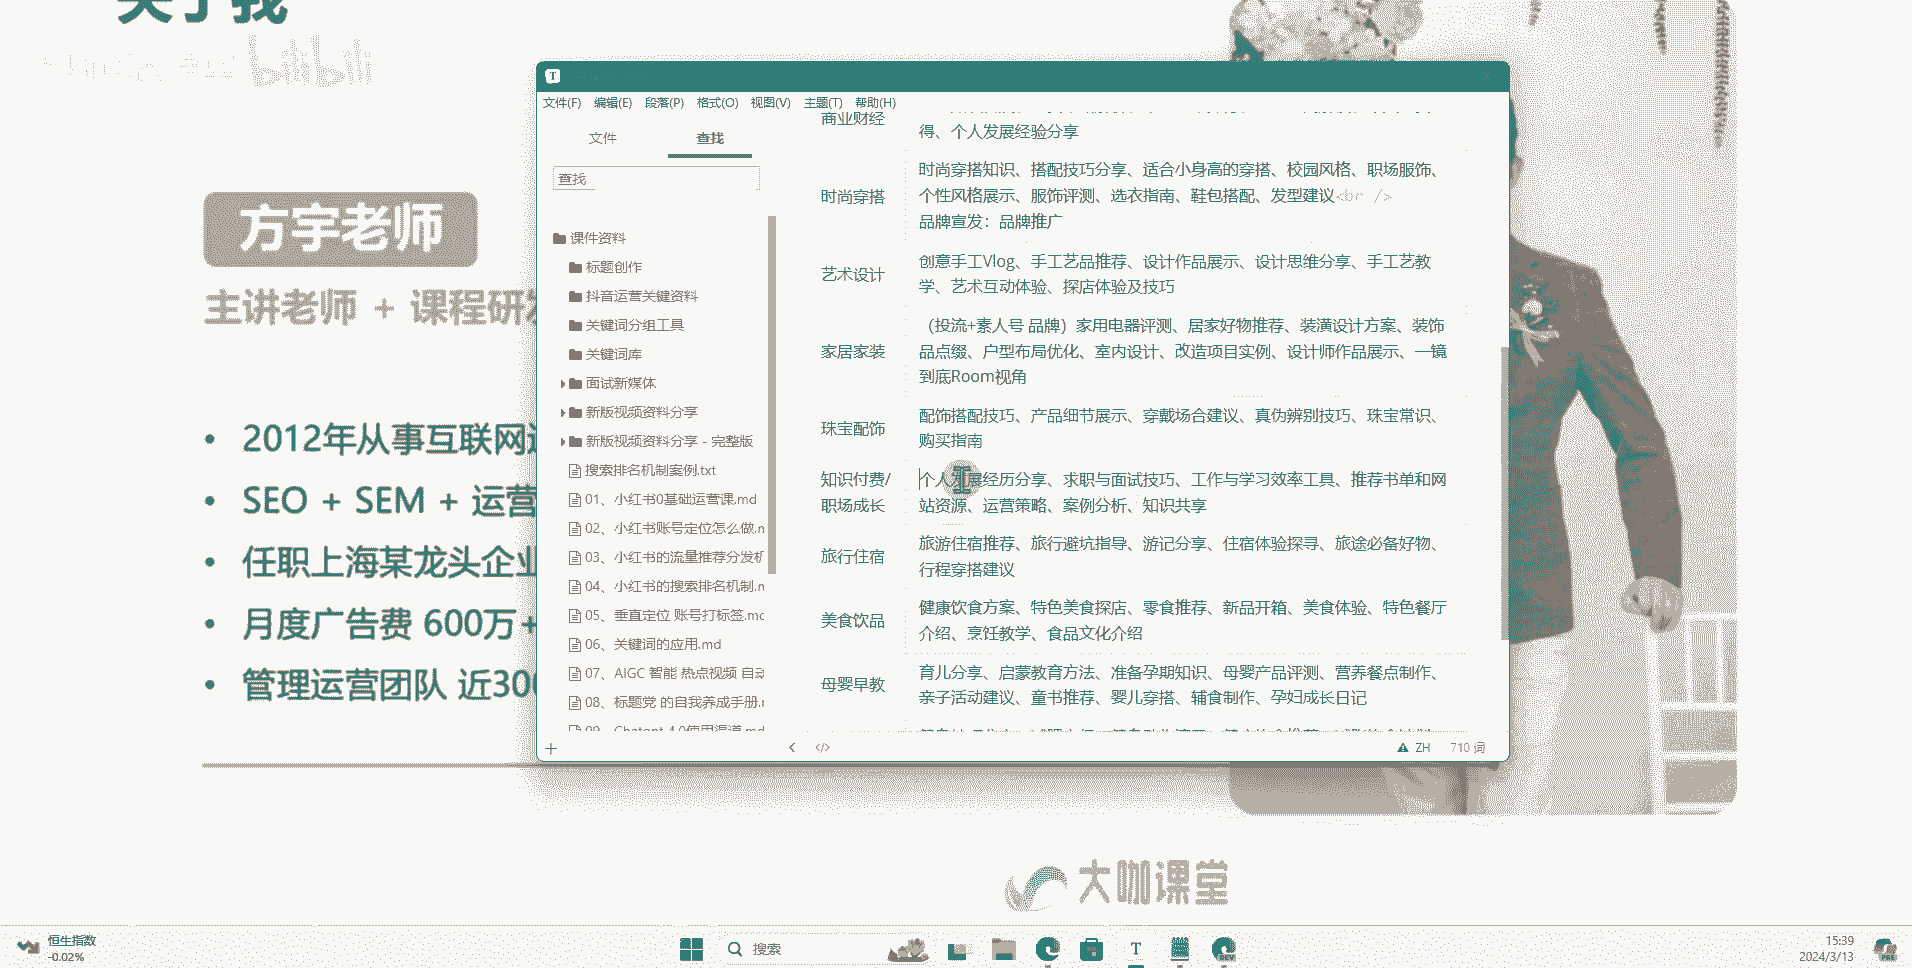 关于我
bilibili
方宇老师
主讲老师 + 课程研发
2012年从事互联网
SEO + SEM + 运营
任职上海某龙头企业
月度广告费 600万+
管理运营团队 近300
文件(F) 编辑(E) 段落(P) 格式(O) 视图(V) 主题(T) 帮助(H)
文件 查找
查找
课件资料
标题创作
抖音运营关键资料
关键词分组工具
关键词库
面试新媒体
新版视频资料分享
新版视频资料分享 - 完整版
搜索排名机制案例.txt
01、小红书0基础运营课.md
02、小红书账号定位怎么做.m
03、小红书的流量推荐分发机
04、小红书的搜索排名机制.m
05、垂直定位 账号打标签.mc
06、关键词的应用.md
07、AIGC 智能 热点视频 自动
08、标题党 的自我养成手册.r
09、Chatgpt 4.0使用渠道.md
商业财经
得、个人发展经验分享
时尚穿搭
时尚穿搭知识、搭配技巧分享、适合小身高的穿搭、校园风格、职场服饰、
个性风格展示、服饰评测、选衣指南、鞋包搭配、发型建议<br />
品牌宣发：品牌推广
艺术设计
创意手工Vlog、手工艺品推荐、设计作品展示、设计思维分享、手工艺教
学、艺术互动体验、探店体验及技巧
家居家装
（投流+素人号 品牌）家用电器评测、居家好物推荐、装潢设计方案、装饰
品点缀、户型布局优化、室内设计、改造项目实例、设计师作品展示、一镜
到底Room视角
珠宝配饰
配饰搭配技巧、产品细节展示、穿戴场合建议、真伪辨别技巧、珠宝常识、
购买指南
知识付费/
职场成长
个人发展经历分享、求职与面试技巧、工作与学习效率工具、推荐书单和网
站资源、运营策略、案例分析、知识共享
旅行住宿
旅游住宿推荐、旅行避坑指导、游记分享、住宿体验探寻、旅途必备好物、
行程穿搭建议
美食饮品
健康饮食方案、特色美食探店、零食推荐、新品开箱、美食体验、特色餐厅
介绍、烹饪教学、食品文化介绍
母婴早教
育儿分享、启蒙教育方法、准备孕期知识、母婴产品评测、营养餐点制作、
亲子活动建议、童书推荐、婴儿穿搭、辅食制作、孕妇成长日记
ZH 710 词
大咖课堂
恒生指数
-0.02%
搜索
15:39
2024/3/13